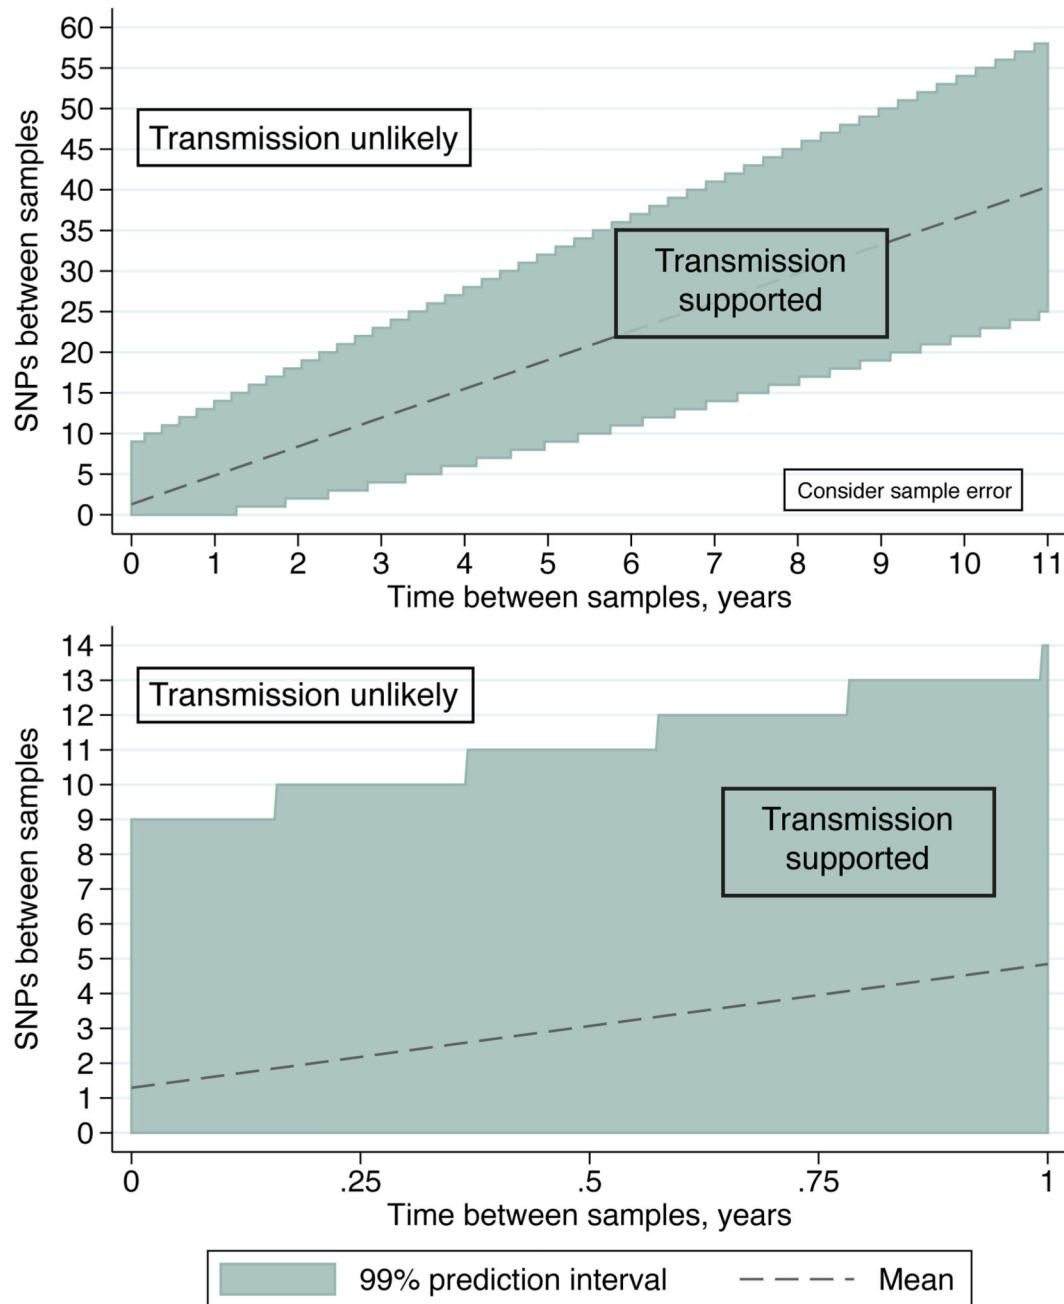 60
55
50
45
40
35
30
25
20
15
10
5
0
SNPs between samples
Transmission unlikely
Transmission
supported
Consider sample error
0 1 2 3 4 5 6 7 8 9 10 11
Time between samples, years
14
13
12
11
10
9
8
7
6
5
4
3
2
1
0
SNPs between samples
Transmission unlikely
Transmission
supported
0 .25 .5 .75 1
Time between samples, years
99% prediction interval Mean